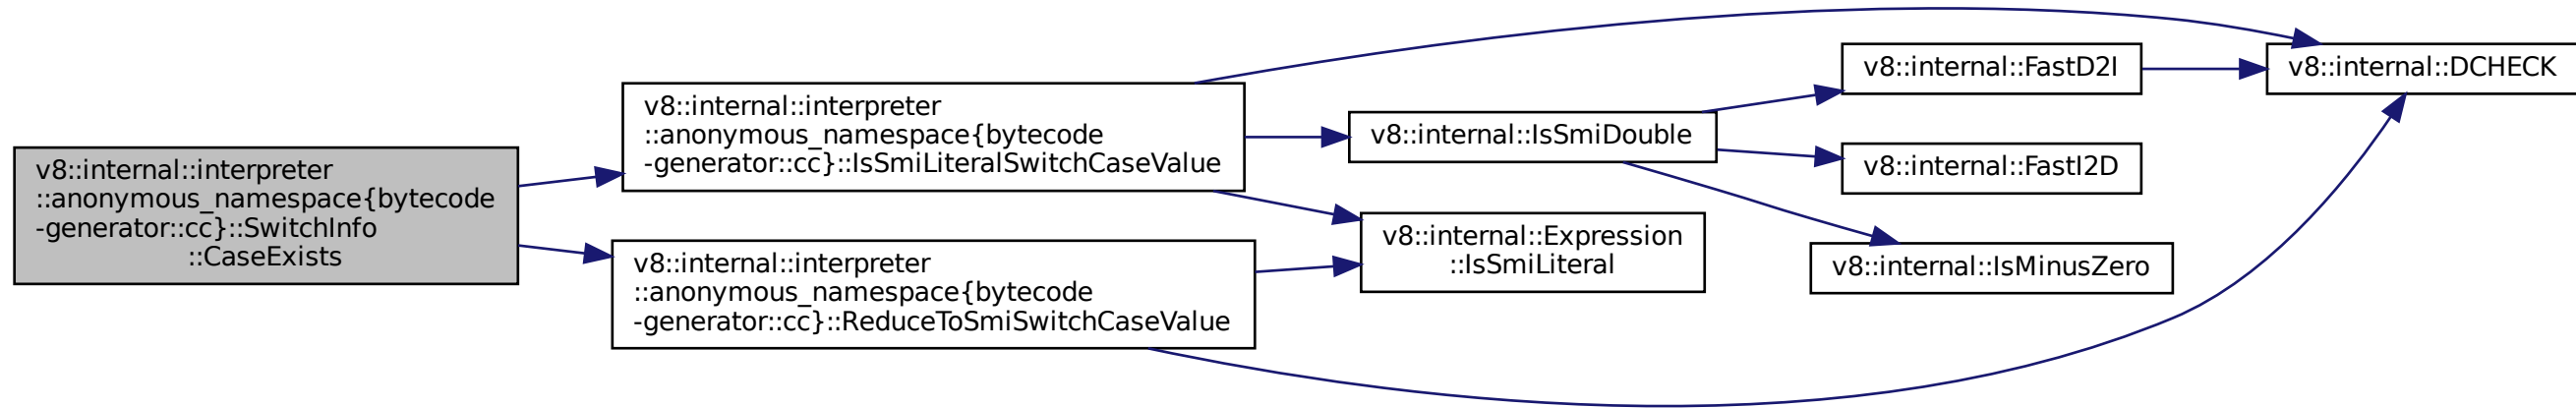 v8::internal::interpreter
::anonymous_namespace{bytecode
-generator::cc}::SwitchInfo
::CaseExists
v8::internal::interpreter
::anonymous_namespace{bytecode
-generator::cc}::IsSmiLiteralSwitchCaseValue
v8::internal::interpreter
::anonymous_namespace{bytecode
-generator::cc}::ReduceToSmiSwitchCaseValue
v8::internal::IsSmiDouble
v8::internal::Expression
::IsSmiLiteral
v8::internal::FastD2I
v8::internal::FastI2D
v8::internal::IsMinusZero
v8::internal::DCHECK